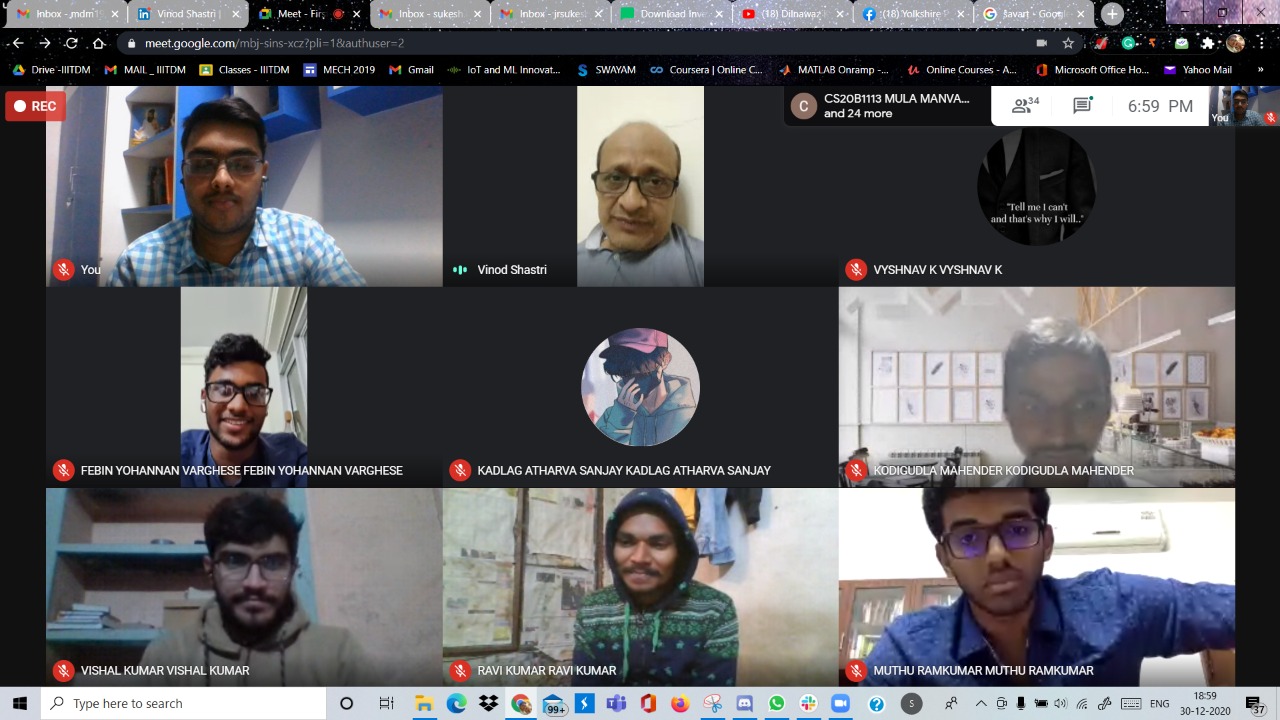 Inbox - mdm19
Vinod Shastri |
Meet - Fir
Inbox - sukesh
Inbox - jrsukes
Download Inve
(18) Dilnawaz
(18) Yolkshire
savart - Google
meet.google.com/mbj-sins-xcz?pli=1&authuser=2
Drive -IIITDM
MAIL _ IIITDM
Classes - IIITDM
MECH 2019
Gmail
IoT and ML Innovat...
SWAYAM
Coursera | Online C...
MATLAB Onramp -...
Online Courses - A...
Microsoft Office Ho...
Yahoo Mail
»
REC
C
CS20B1113 MULA MANVA...
and 24 more
34
6:59 PM
You
"Tell me I can't
and that's why I will.."
You
Vinod Shastri
VYSHNAV K VYSHNAV K
FEBIN YOHANNAN VARGHESE FEBIN YOHANNAN VARGHESE
KADLAG ATHARVA SANJAY KADLAG ATHARVA SANJAY
KODIGUDLA MAHENDER KODIGUDLA MAHENDER
VISHAL KUMAR VISHAL KUMAR
RAVI KUMAR RAVI KUMAR
MUTHU RAMKUMAR MUTHU RAMKUMAR
Type here to search
99+
S
ENG
18:59
30-12-2020
37